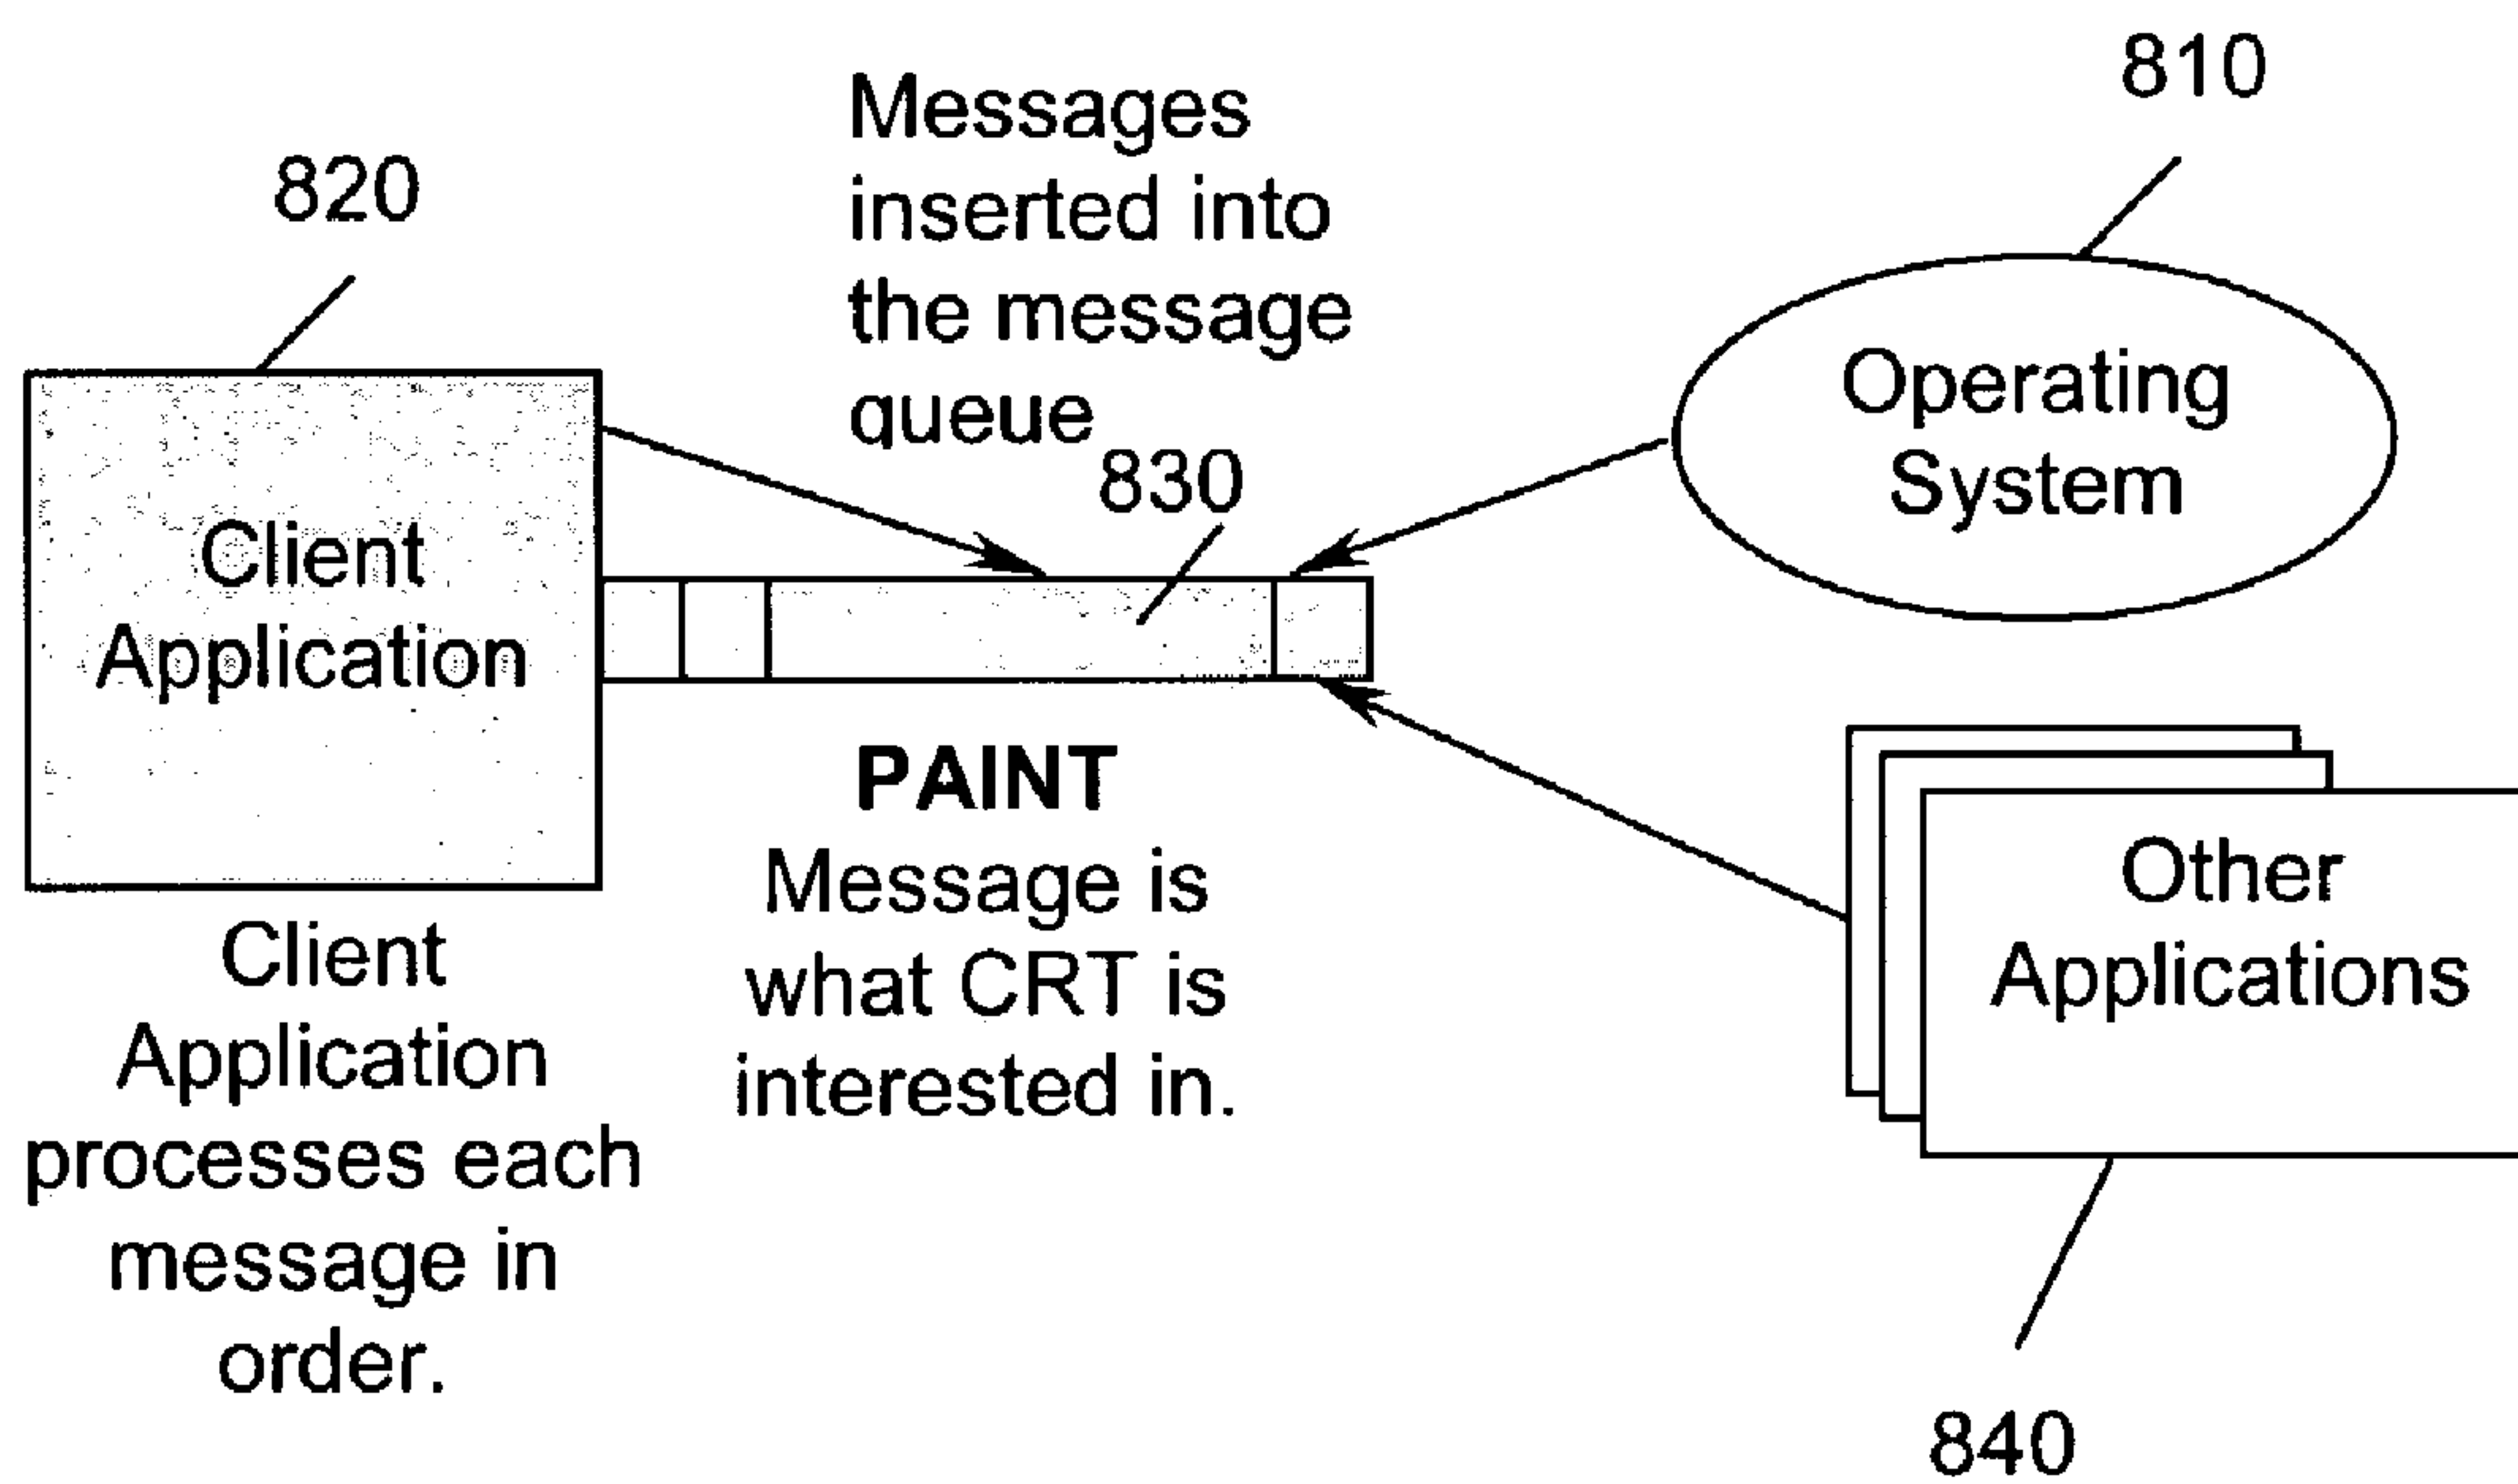 820
Messages
inserted into
the message
queue
830
810
Operating
System
Client
Application
PAINT
Message is
what CRT is
interested in.
Other
Applications
Client
Application
processes each
message in
order.
840